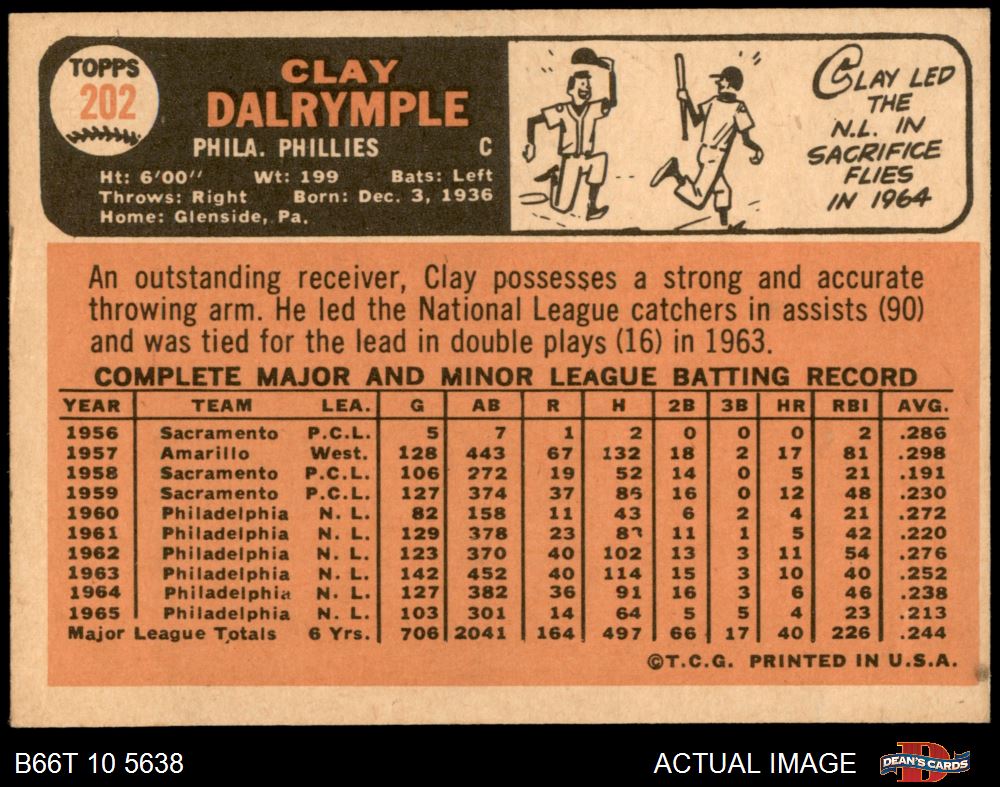 TOPPS
202
CLAY
DALRYMPLE
PHILA. PHILLIES C
Ht: 6'00" Wt: 199 Bats: Left
Throws: Right Born: Dec. 3, 1936
Home: Glenside, Pa.
CLAY LED
THE
N.L. IN
SACRIFICE
FLIES
IN 1964
An outstanding receiver, Clay possesses a strong and accurate
throwing arm. He led the National League catchers in assists (90)
and was tied for the lead in double plays (16) in 1963.
COMPLETE MAJOR AND MINOR LEAGUE BATTING RECORD
YEAR TEAM LEA. G AB R H 2B 3B HR RBI AVG.
1956 Sacramento P.C.L. 5 7 1 2 0 0 0 2 .286
1957 Amarillo West. 128 443 67 132 18 2 17 81 .298
1958 Sacramento P.C.L. 106 272 19 52 14 0 5 21 .191
1959 Sacramento P.C.L. 127 374 37 86 16 0 12 48 .230
1960 Philadelphia N. L. 82 158 11 43 6 2 4 21 .272
1961 Philadelphia N. L. 129 378 23 83 11 1 5 42 .220
1962 Philadelphia N. L. 123 370 40 102 13 3 11 54 .276
1963 Philadelphia N. L. 142 452 40 114 15 3 10 40 .252
1964 Philadelphia N. L. 127 382 36 91 16 3 6 46 .238
1965 Philadelphia N. L. 103 301 14 64 5 5 4 23 .213
Major League Totals 6 Yrs. 706 2041 164 497 66 17 40 226 .244
©T.C.G. PRINTED IN U.S.A.
B66T 10 5638 ACTUAL IMAGE
DEAN'S CARDS